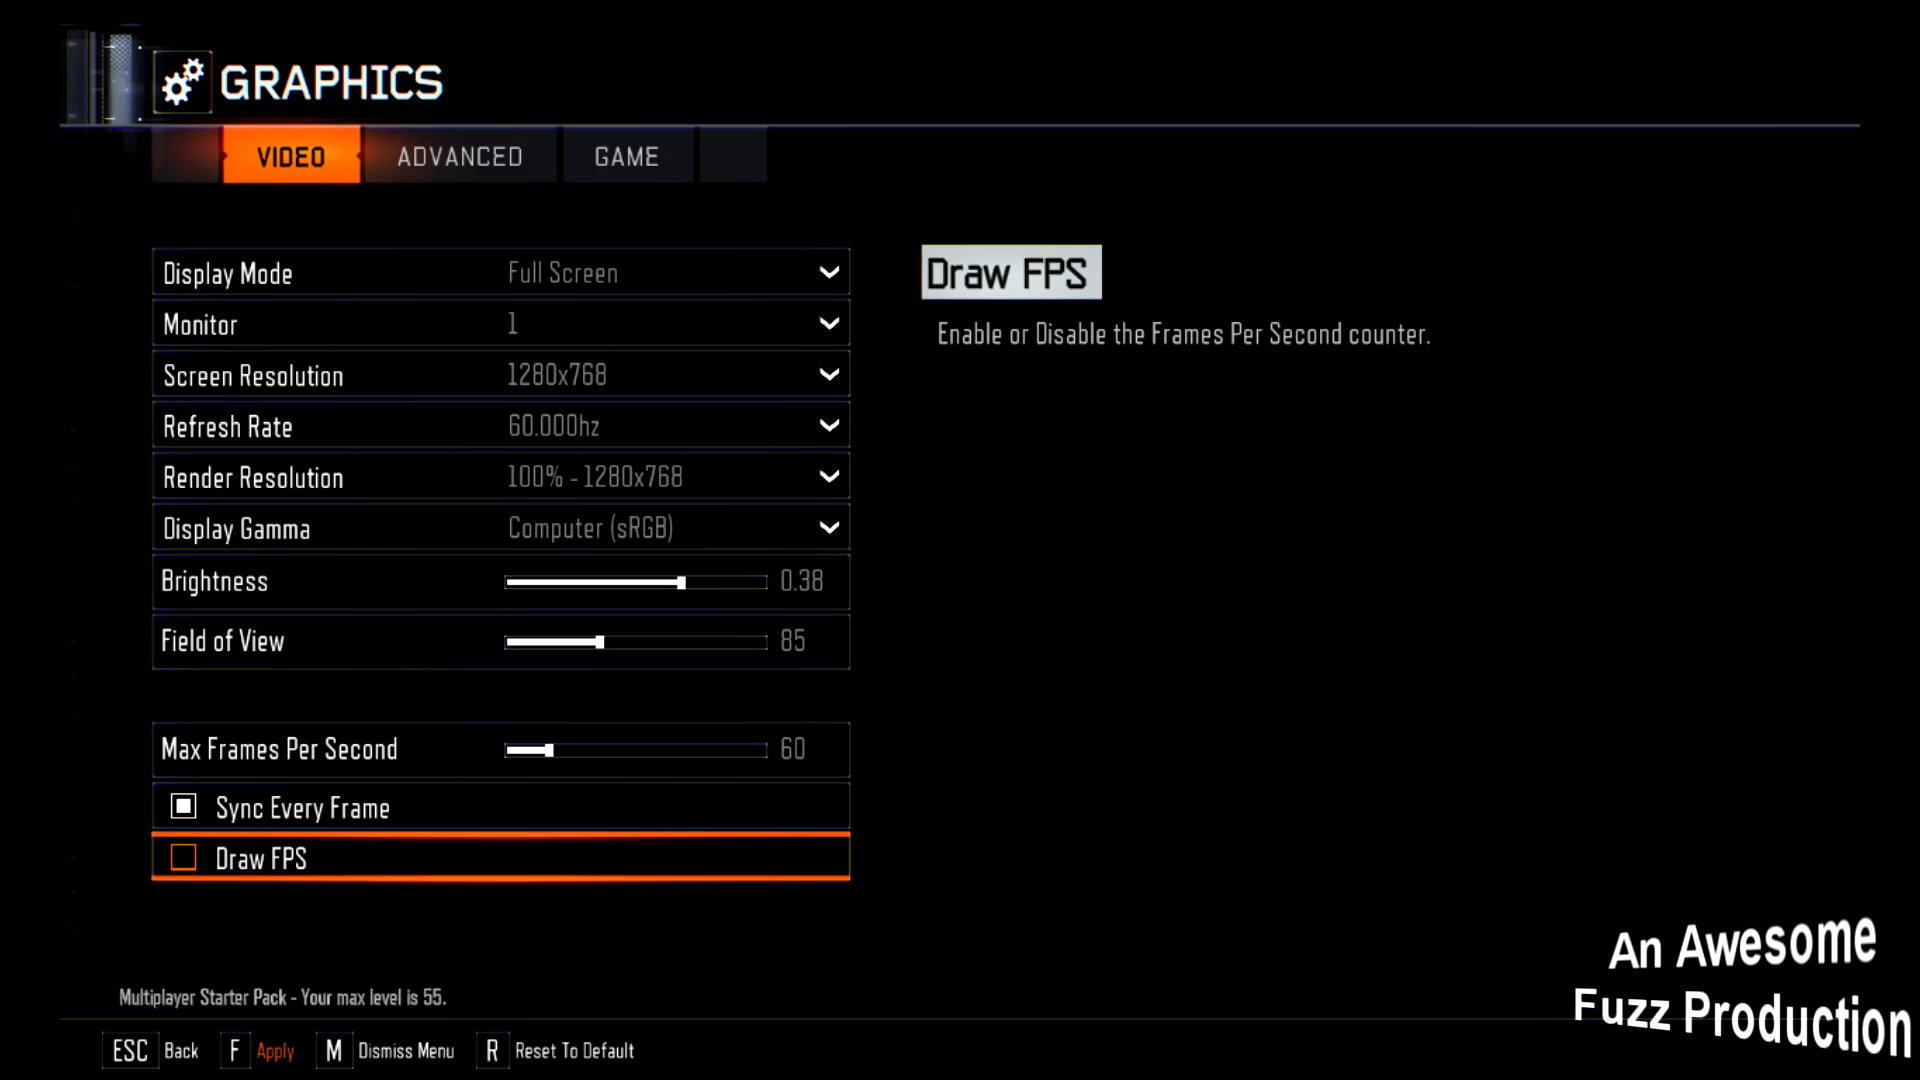 GRAPHICS
VIDEO ADVANCED GAME
Display Mode Full Screen
Monitor 1
Screen Resolution 1280x768
Refresh Rate 60.000hz
Render Resolution 100% - 1280x768
Display Gamma Computer (sRGB)
Brightness 0.38
Field of View 85
Max Frames Per Second 60
Sync Every Frame
Draw FPS
Draw FPS
Enable or Disable the Frames Per Second counter.
Multiplayer Starter Pack - Your max level is 55.
ESC Back F Apply M Dismiss Menu R Reset To Default
An Awesome
Fuzz Production